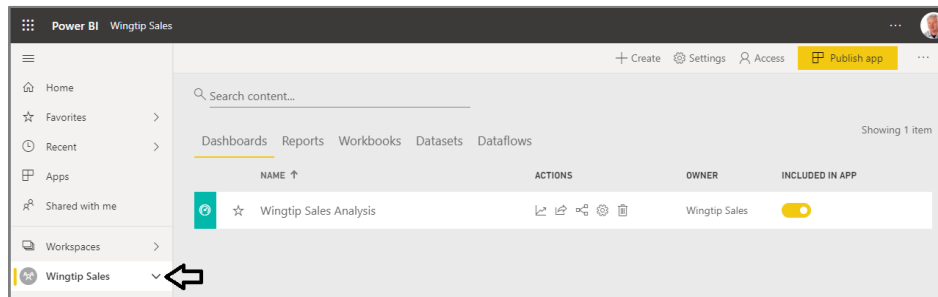 Power BI Wingtip Sales
Create Settings Access Publish app
Home
Favorites
Recent
Apps
Shared with me
Workspaces
Wingtip Sales
Search content...
Showing 1 item
Dashboards Reports Workbooks Datasets Dataflows
NAME ACTIONS OWNER INCLUDED IN APP
Wingtip Sales Analysis Wingtip Sales